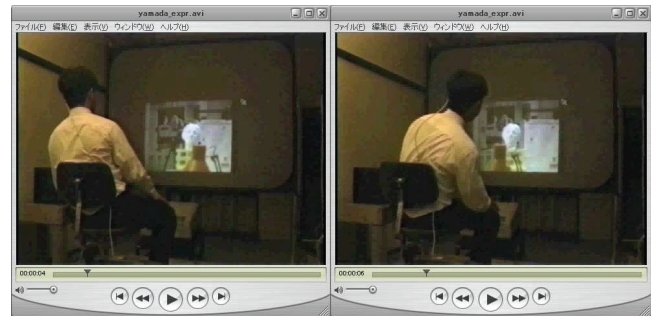 yamada_expr.avi
ファイル(F) 編集(E) 表示(V) ウィンドウ(W) ヘルプ(H)
00:00:04
yamada_expr.avi
ファイル(F) 編集(E) 表示(V) ウィンドウ(W) ヘルプ(H)
00:00:06